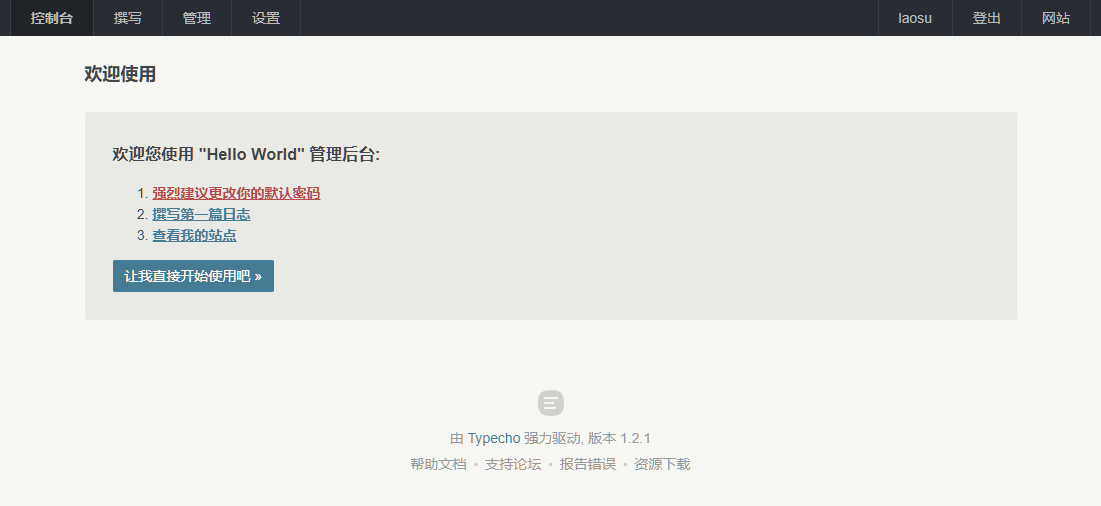 控制台 撰写 管理 设置 laosu 登出 网站
欢迎使用
欢迎您使用 "Hello World" 管理后台:
1. 强烈建议更改你的默认密码
2. 撰写第一篇日志
3. 查看我的站点
让我直接开始使用吧 »
由 Typecho 强力驱动, 版本 1.2.1
帮助文档 • 支持论坛 • 报告错误 • 资源下载